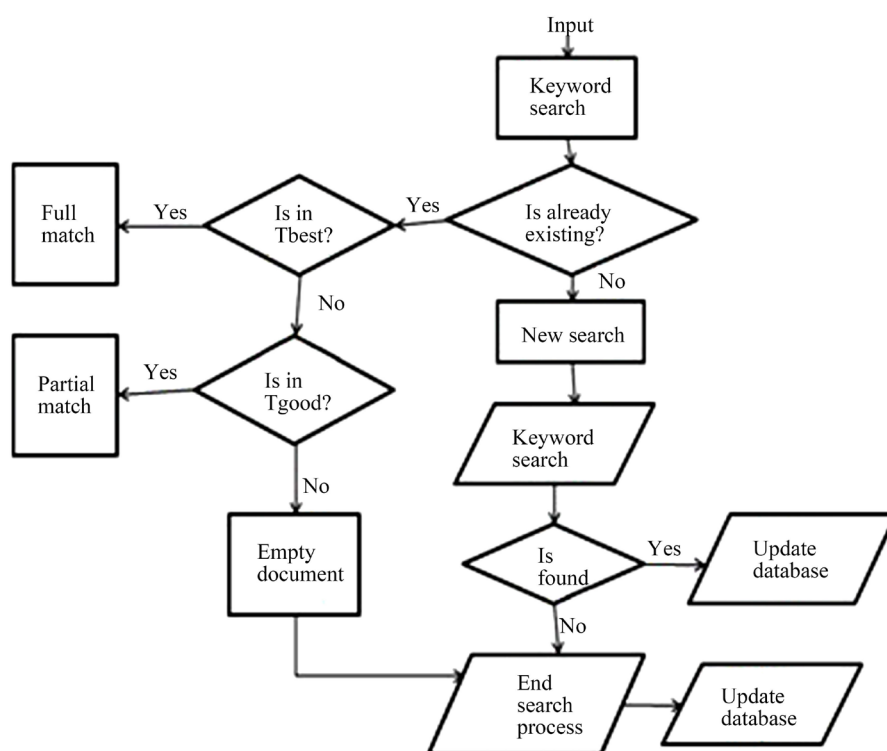 Input
Keyword
search
Is already
existing?
Yes
Is in
Tbest?
Yes
Full
match
No
No
New search
Is in
Tgood?
Yes
Partial
match
Keyword
search
No
Empty
document
Is
found
Yes
Update
database
No
End
search
process
Update
database